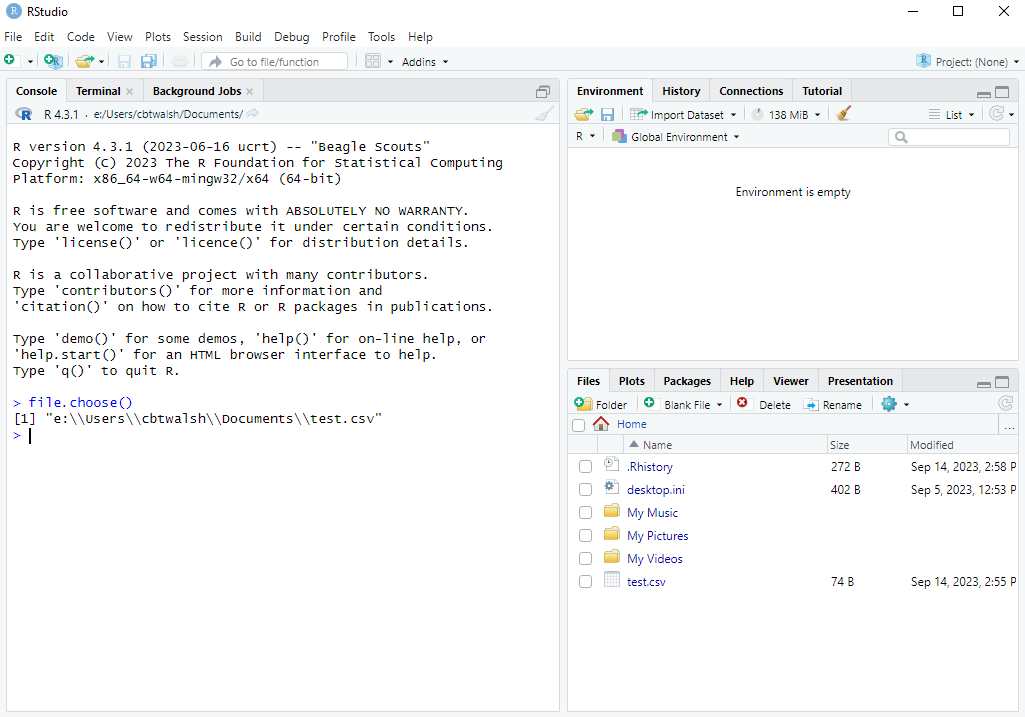 RStudio
File Edit Code View Plots Session Build Debug Profile Tools Help
Go to file/function Addins Project: (None)
Console Terminal Background Jobs
R 4.3.1 · e:/Users/cbtwalsh/Documents/
R version 4.3.1 (2023-06-16 ucrt) -- "Beagle Scouts"
Copyright (C) 2023 The R Foundation for Statistical Computing
Platform: x86_64-w64-mingw32/x64 (64-bit)
R is free software and comes with ABSOLUTELY NO WARRANTY.
You are welcome to redistribute it under certain conditions.
Type 'license()' or 'licence()' for distribution details.
R is a collaborative project with many contributors.
Type 'contributors()' for more information and
'citation()' on how to cite R or R packages in publications.
Type 'demo()' for some demos, 'help()' for on-line help, or
'help.start()' for an HTML browser interface to help.
Type 'q()' to quit R.
> file.choose()
[1] "e:\\Users\\cbtwalsh\\Documents\\test.csv"
>
Environment History Connections Tutorial
Import Dataset 138 MiB List
R Global Environment
Environment is empty
Files Plots Packages Help Viewer Presentation
Folder Blank File Delete Rename
Home ...
Name Size Modified
.Rhistory 272 B Sep 14, 2023, 2:58 P
desktop.ini 402 B Sep 5, 2023, 12:53 P
My Music
My Pictures
My Videos
test.csv 74 B Sep 14, 2023, 2:55 P